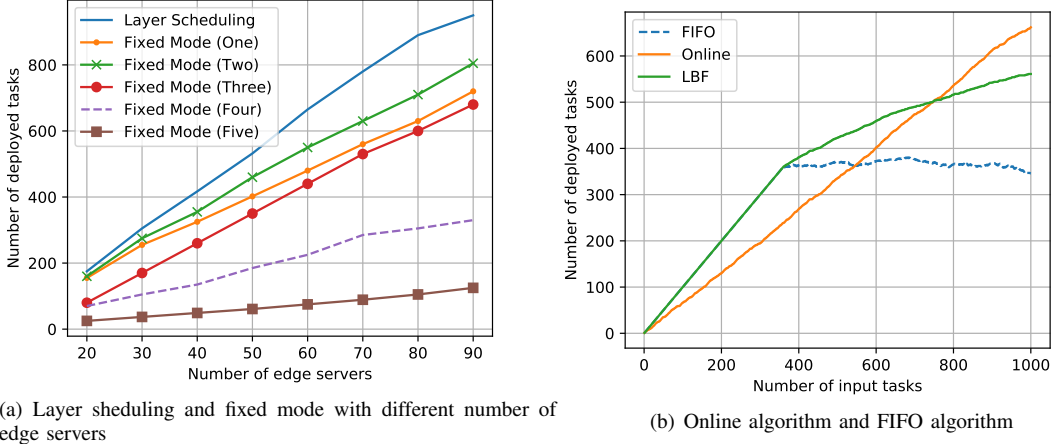 Layer Scheduling
Fixed Mode (One)
Fixed Mode (Two)
Fixed Mode (Three)
Fixed Mode (Four)
Fixed Mode (Five)
Number of deployed tasks
800
600
400
200
0
20 30 40 50 60 70 80 90
Number of edge servers
(a) Layer sheduling and fixed mode with different number of
edge servers
FIFO
Online
LBF
Number of deployed tasks
600
500
400
300
200
100
0
0 200 400 600 800 1000
Number of input tasks
(b) Online algorithm and FIFO algorithm